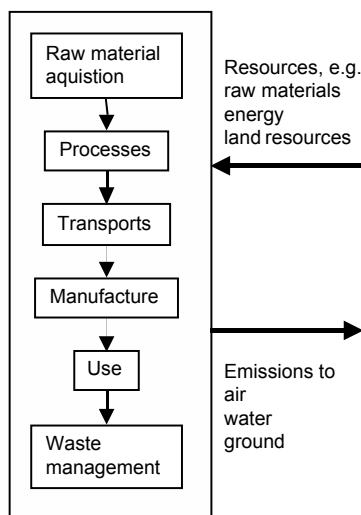 Raw material
aquistion
Processes
Transports
Manufacture
Use
Waste
management
Resources, e.g.
raw materials
energy
land resources
Emissions to
air
water
ground